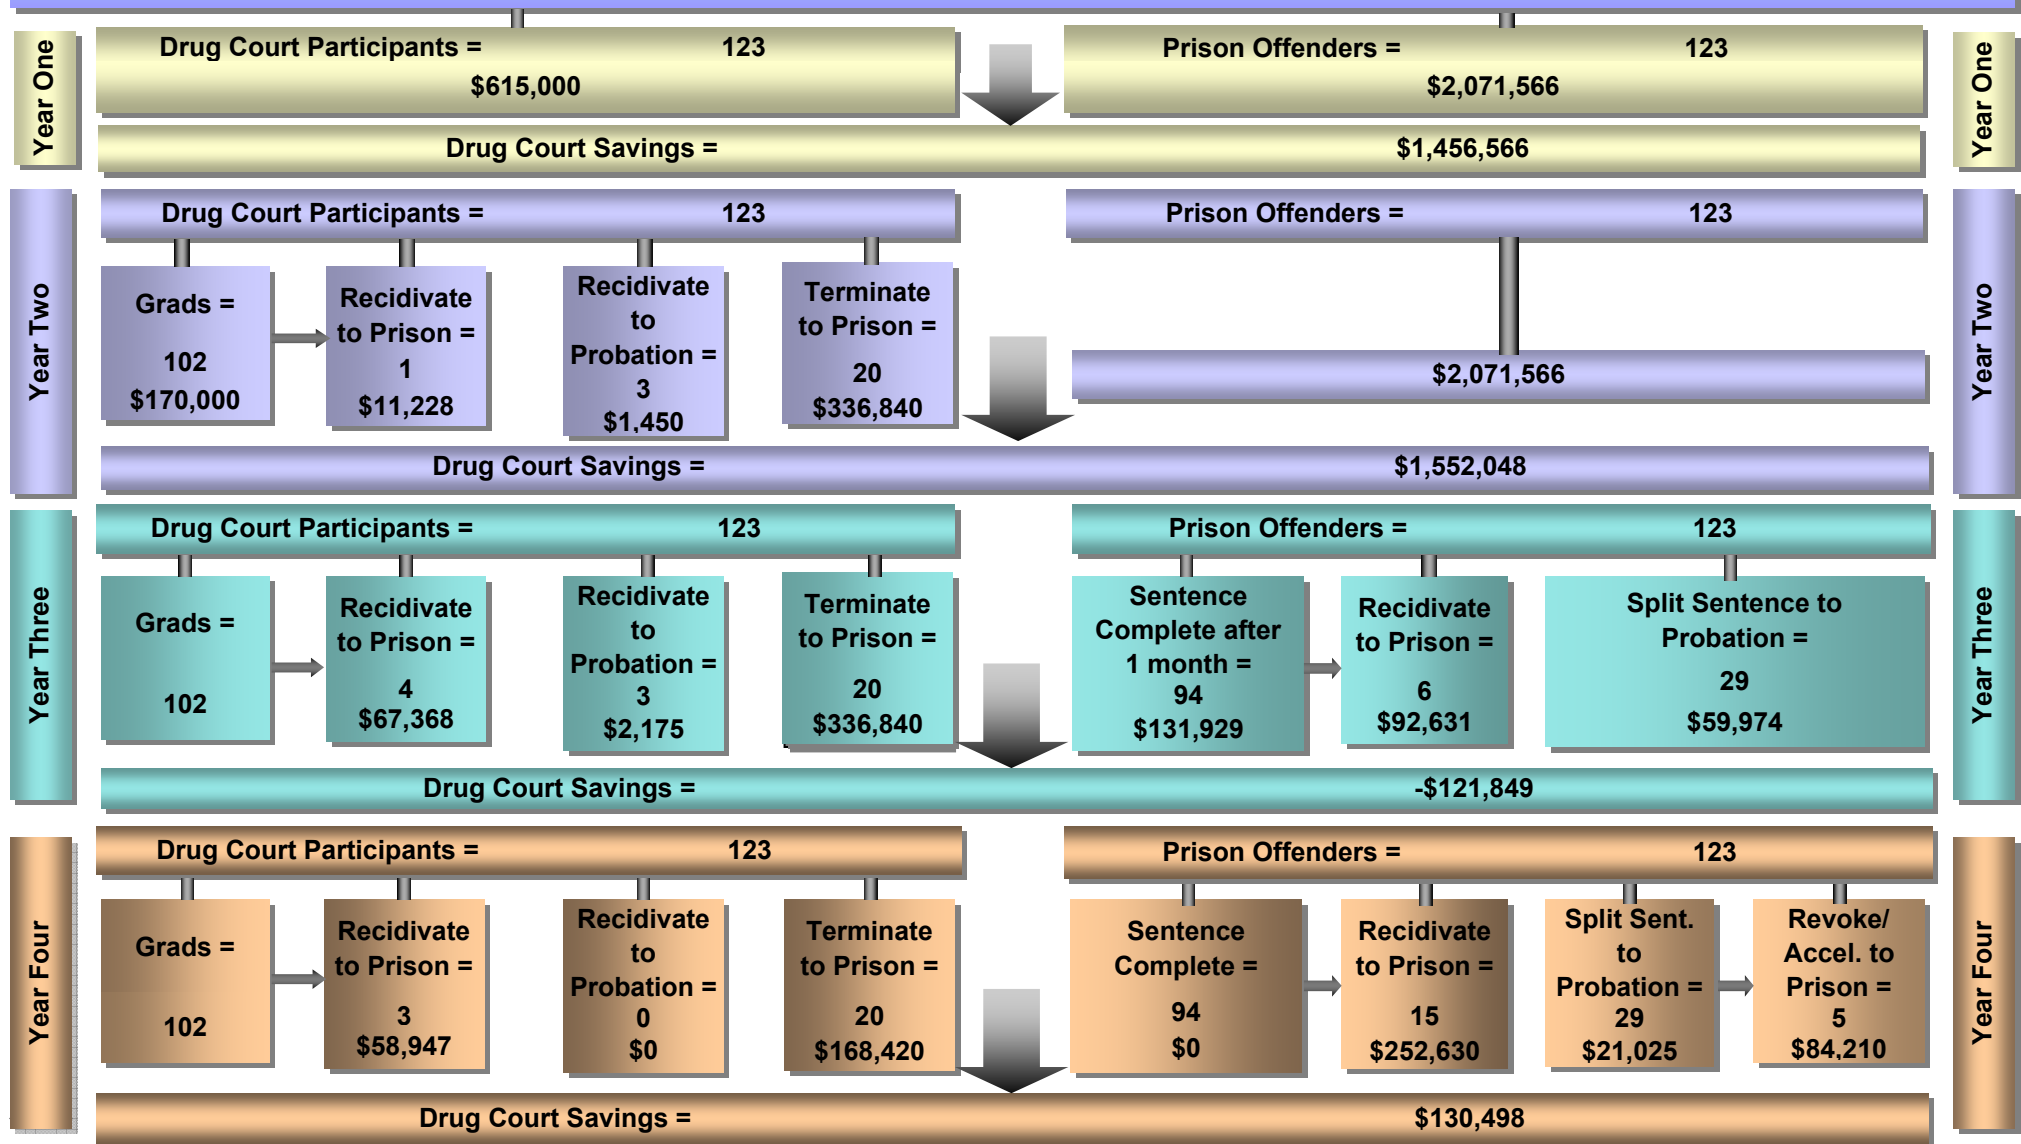 Year One
Drug Court Participants = 123
$615,000
Prison Offenders = 123
$2,071,566
Year One
Drug Court Savings = $1,456,566
Year Two
Drug Court Participants = 123
Prison Offenders = 123
Year Two
Grads =
102
$170,000
Recidivate
to Prison =
1
$11,228
Recidivate
to
Probation =
3
$1,450
Terminate
to Prison =
20
$336,840
$2,071,566
Drug Court Savings = $1,552,048
Year Three
Drug Court Participants = 123
Prison Offenders = 123
Year Three
Grads =
102
Recidivate
to Prison =
4
$67,368
Recidivate
to
Probation =
3
$2,175
Terminate
to Prison =
20
$336,840
Sentence
Complete after
1 month =
94
$131,929
Recidivate
to Prison =
6
$92,631
Split Sentence to
Probation =
29
$59,974
Drug Court Savings = -$121,849
Year Four
Drug Court Participants = 123
Prison Offenders = 123
Year Four
Grads =
102
Recidivate
to Prison =
3
$58,947
Recidivate
to
Probation =
0
$0
Terminate
to Prison =
20
$168,420
Sentence
Complete =
94
$0
Recidivate
to Prison =
15
$252,630
Split Sent.
to
Probation =
29
$21,025
Revoke/
Accel. to
Prison =
5
$84,210
Drug Court Savings = $130,498